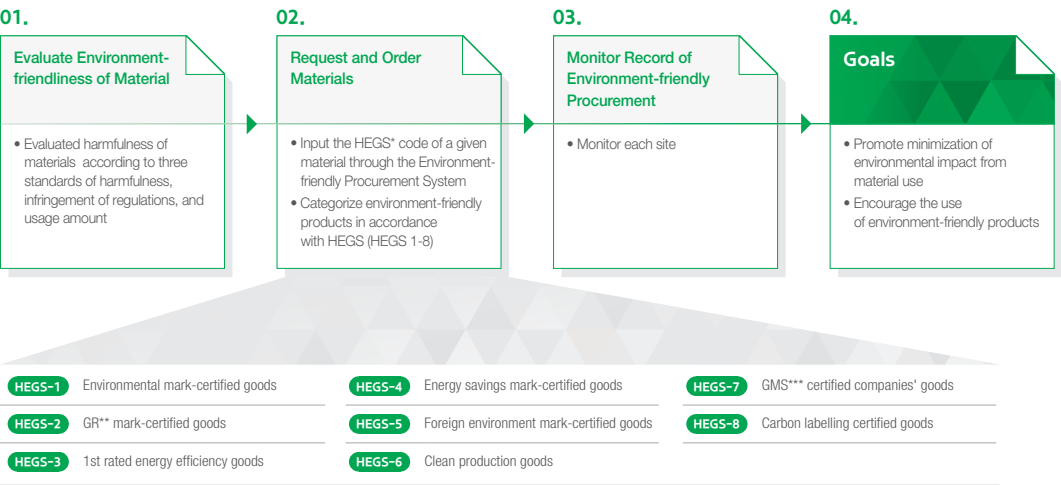 01.
Evaluate Environment-
friendliness of Material
• Evaluated harfulness of
materials according to three
standards of harmfulness,
infringement of regulations, and
usage amount
02.
Request and Order
Materials
• Input the HEGS* code of a given
material through the Environment-
friendly Procurement System
• Categorize environment-friendly
products in accordance
with HEGS (HEGS 1-8)
03.
Monitor Record of
Environment-friendly
Procurement
• Monitor each site
04.
Goals
• Promote minimization of
environmental impact from
material use
• Encourage the use
of environment-friendly products
HEGS-1 Environmental mark-certified goods
HEGS-2 GR** mark-certified goods
HEGS-3 1st rated energy efficiency goods
HEGS-4 Energy savings mark-certified goods
HEGS-5 Foreign environment mark-certified goods
HEGS-6 Clean production goods
HEGS-7 GMS*** certified companies' goods
HEGS-8 Carbon labelling certified goods